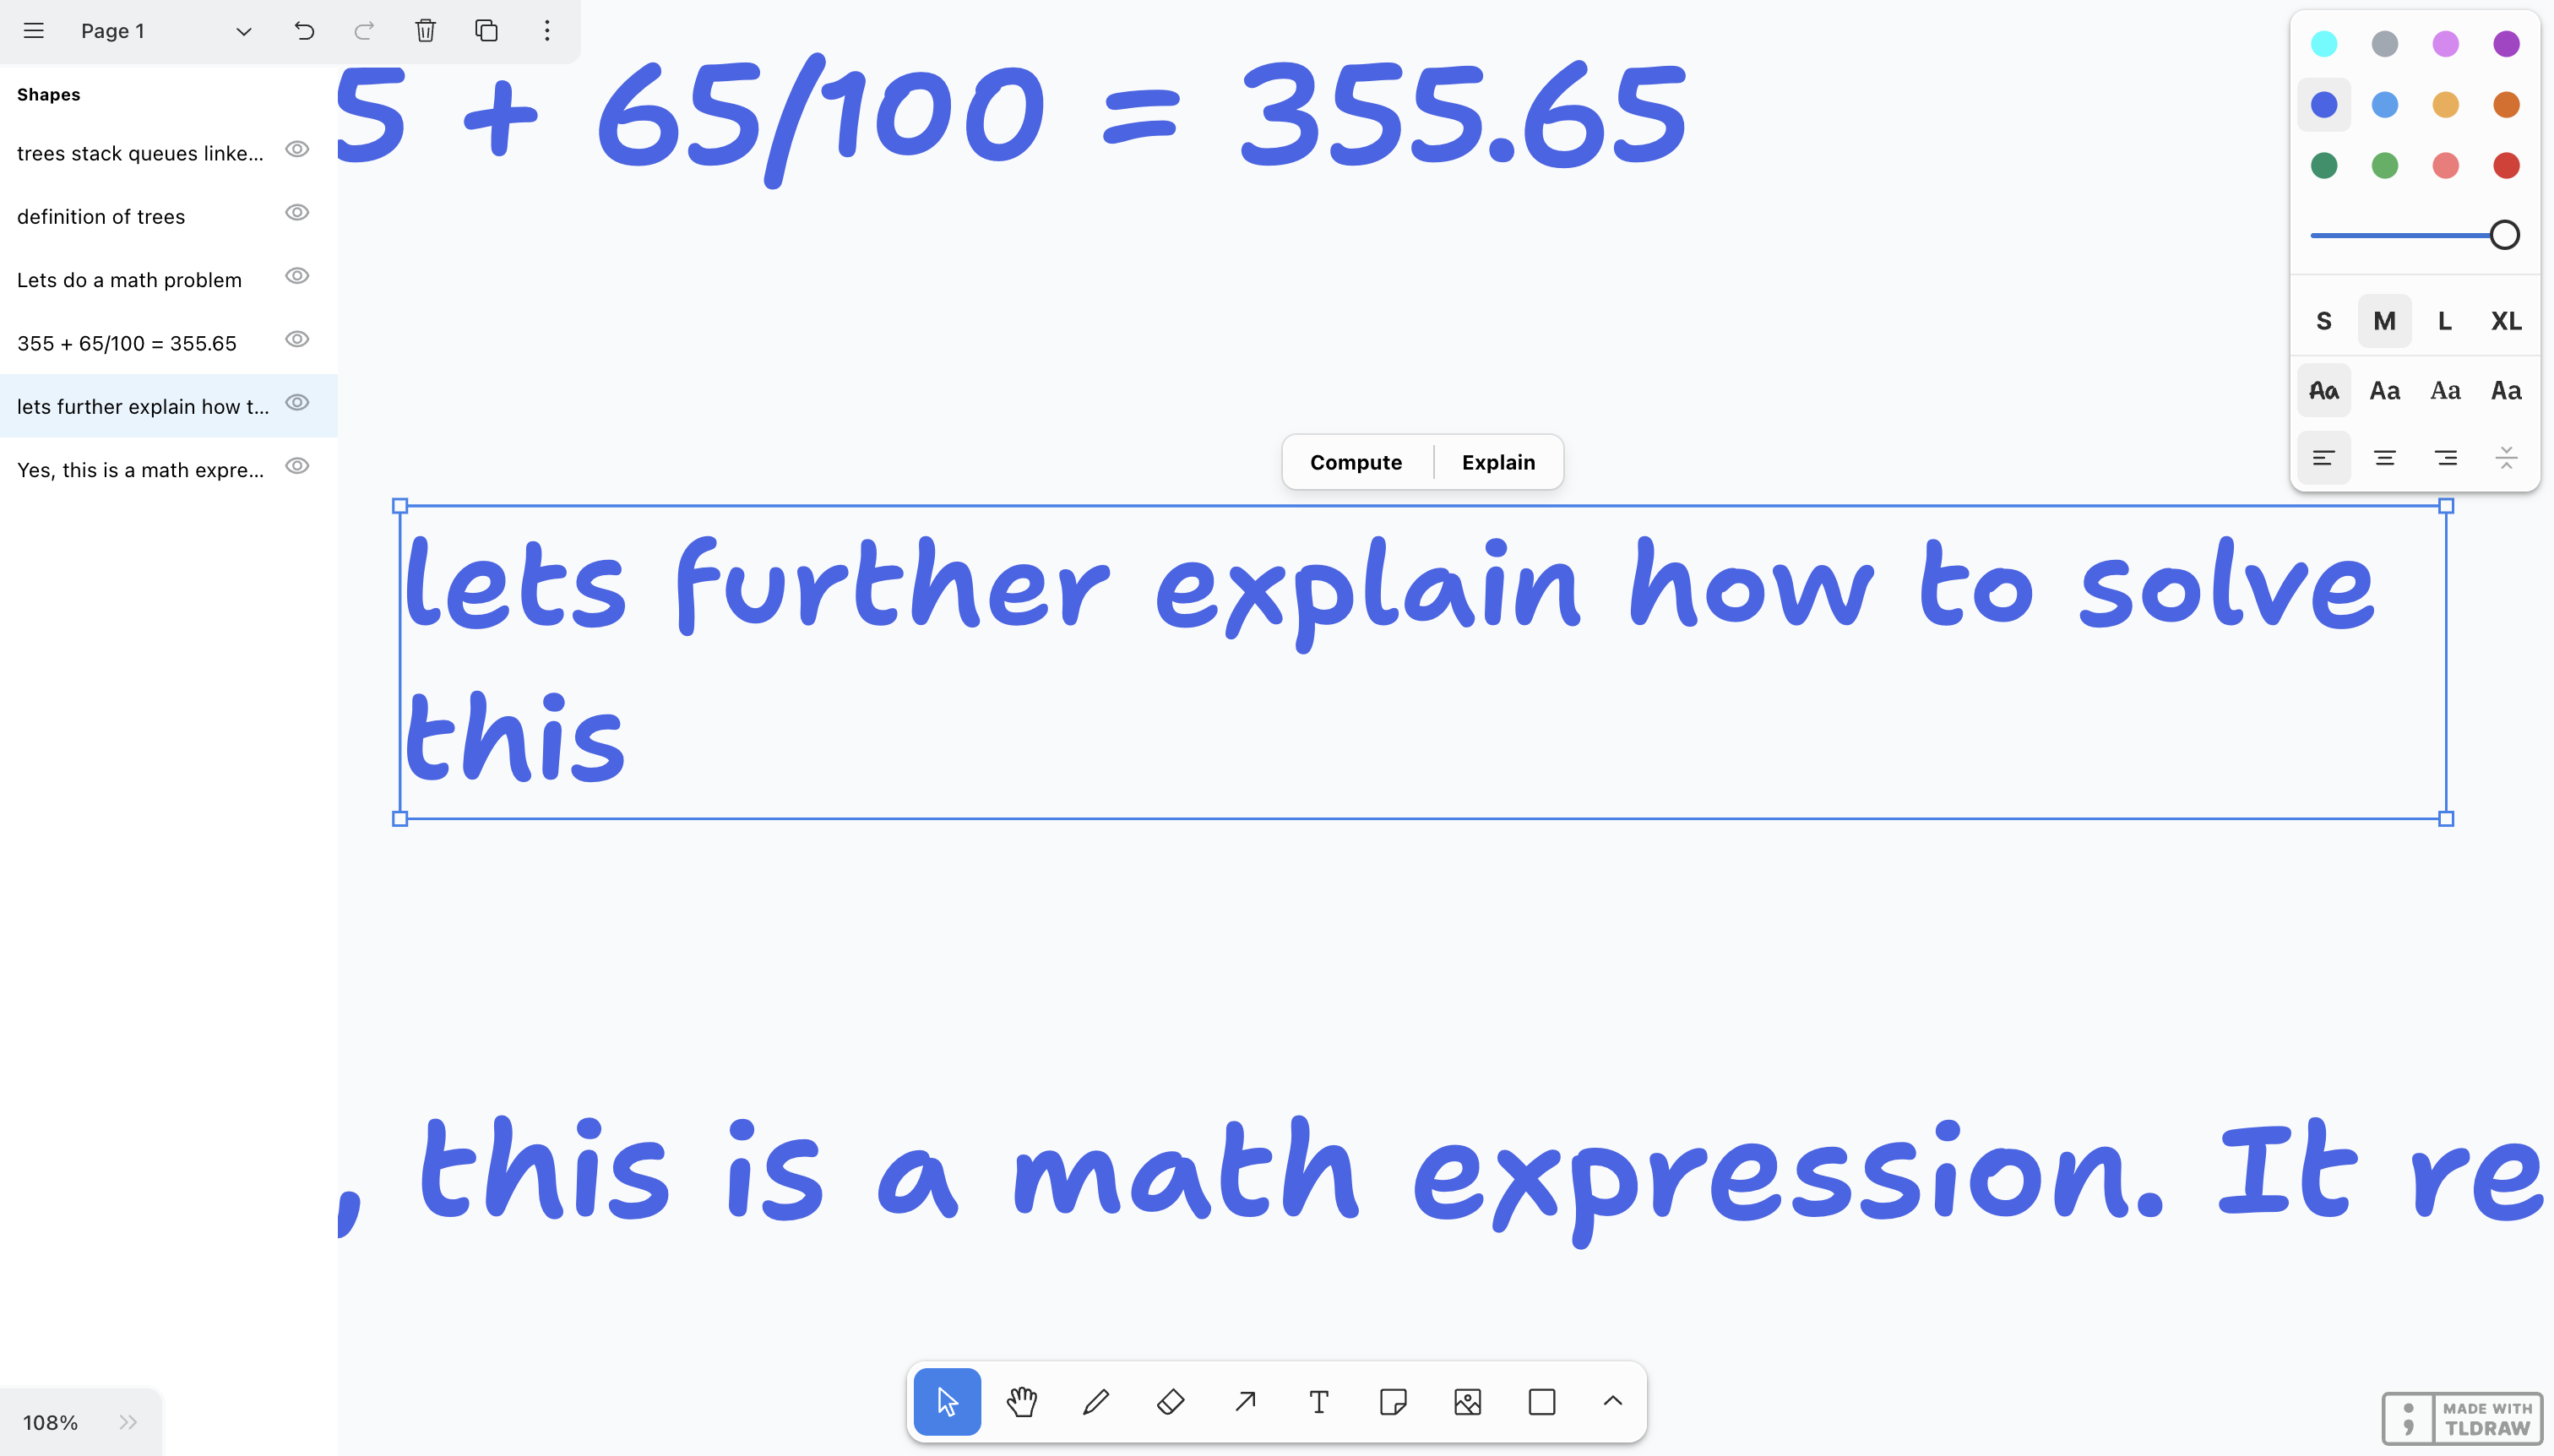 Page 1
Shapes
trees stack queues linke...
definition of trees
Lets do a math problem
355 + 65/100 = 355.65
lets further explain how t...
Yes, this is a math expre...
5 + 65/100 = 355.65
Compute Explain
lets further explain how to solve
this
, this is a math expression. It re
S M L XL
Aa Aa Aa Aa
108%
MADE WITH
TLDRAW